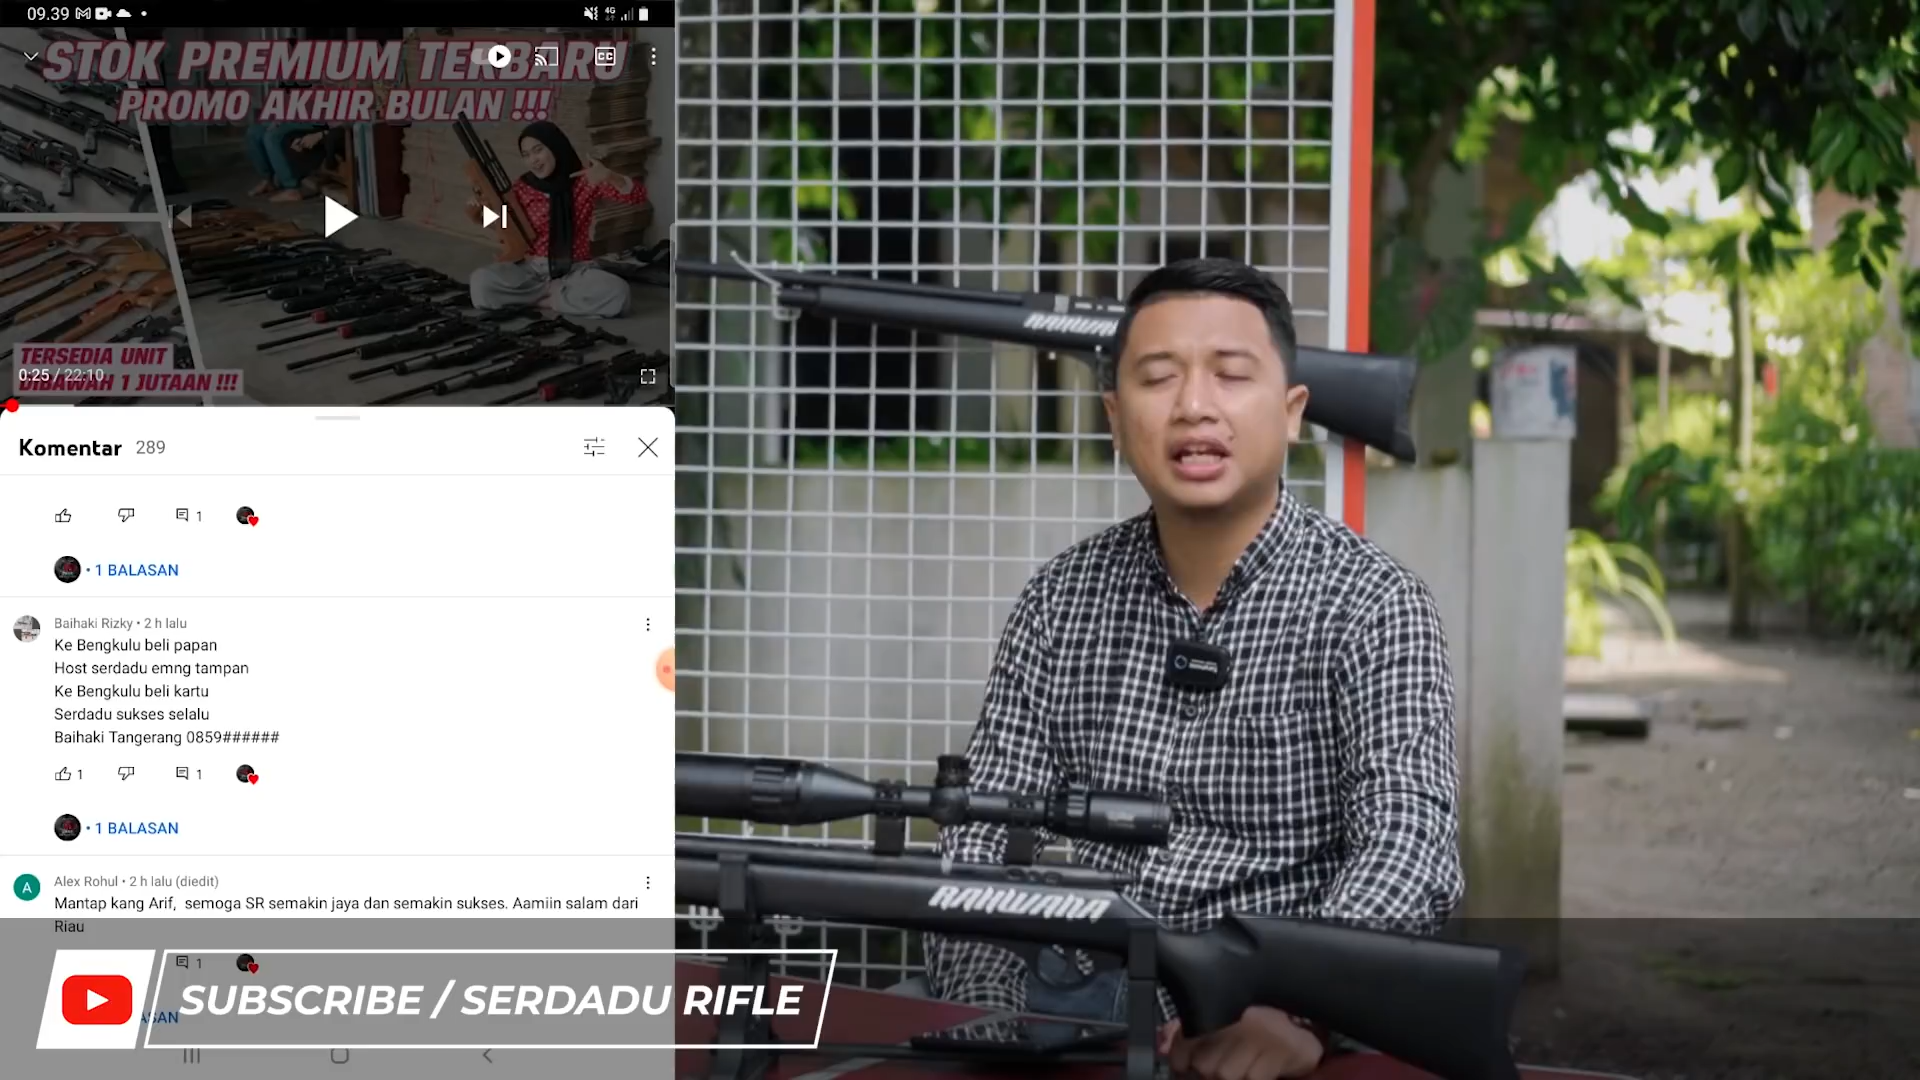 09.39
4G
STOK PREMIUM TERBARU
PROMO AKHIR BULAN !!!
CC
TERSEDIA UNIT
DIBAWAH 1 JUTAAN !!!
0:25 / 22:10
Komentar 289
1
• 1 BALASAN
Baihaki Rizky • 2 h lalu
Ke Bengkulu beli papan
Host serdadu emng tampan
Ke Bengkulu beli kartu
Serdadu sukses selalu
Baihaki Tangerang 0859######
1 1
• 1 BALASAN
A
Alex Rohul • 2 h lalu (diedit)
Mantap kang Arif, semoga SR semakin jaya dan semakin sukses. Aamiin salam dari
Riau
1
SUBSCRIBE / SERDADU RIFLE
RAHWANA